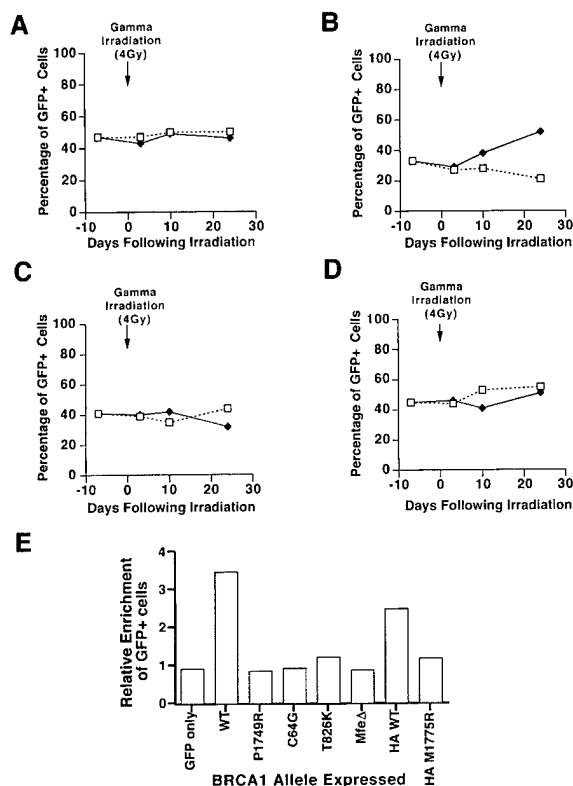 A
Gamma
Irradiation
(4Gy)
Percentage of GFP+ Cells
100
80
60
40
20
0
-10 0 10 20 30
Days Following Irradiation
B
Gamma
Irradiation
(4Gy)
Percentage of GFP+ Cells
100
80
60
40
20
0
-10 0 10 20 30
Days Following Irradiation
C
Gamma
Irradiation
(4Gy)
Percentage of GFP+ Cells
100
80
60
40
20
0
-10 0 10 20 30
Days Following Irradiation
D
Gamma
Irradiation
(4Gy)
Percentage of GFP+ Cells
100
80
60
40
20
0
-10 0 10 20 30
Days Following Irradiation
E
Relative Enrichment
of GFP+ cells
4
3
2
1
0
GFP only
WT
P1749R
C64G
T826K
MfeΔ
HA WT
HA M1775R
BRCA1 Allele Expressed